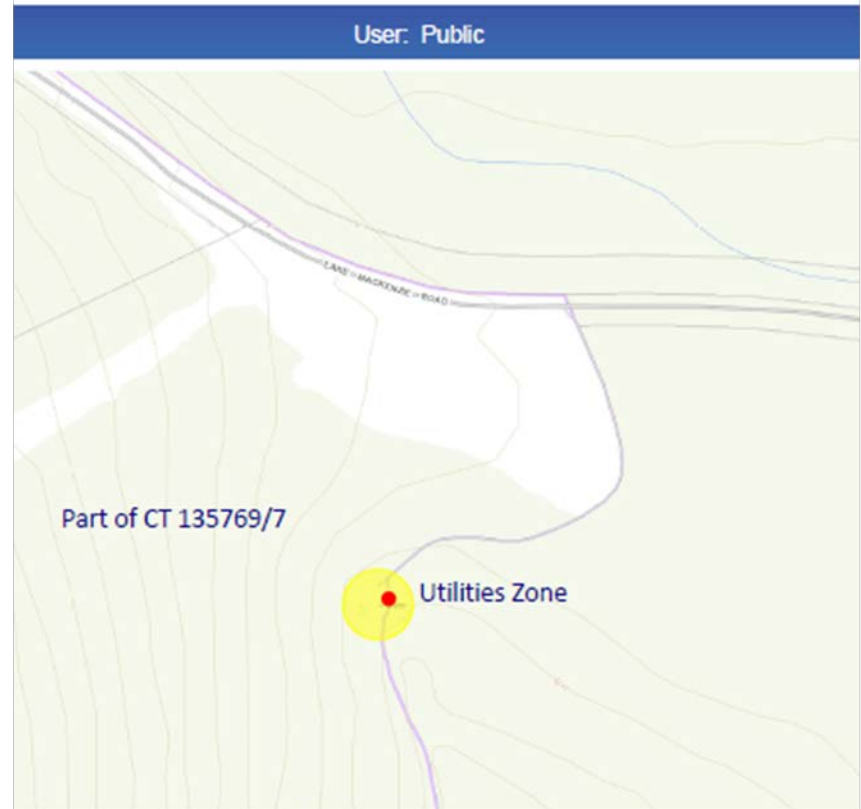 User: Public
LAKE MACKENZIE ROAD
Part of CT 135769/7
Utilities Zone